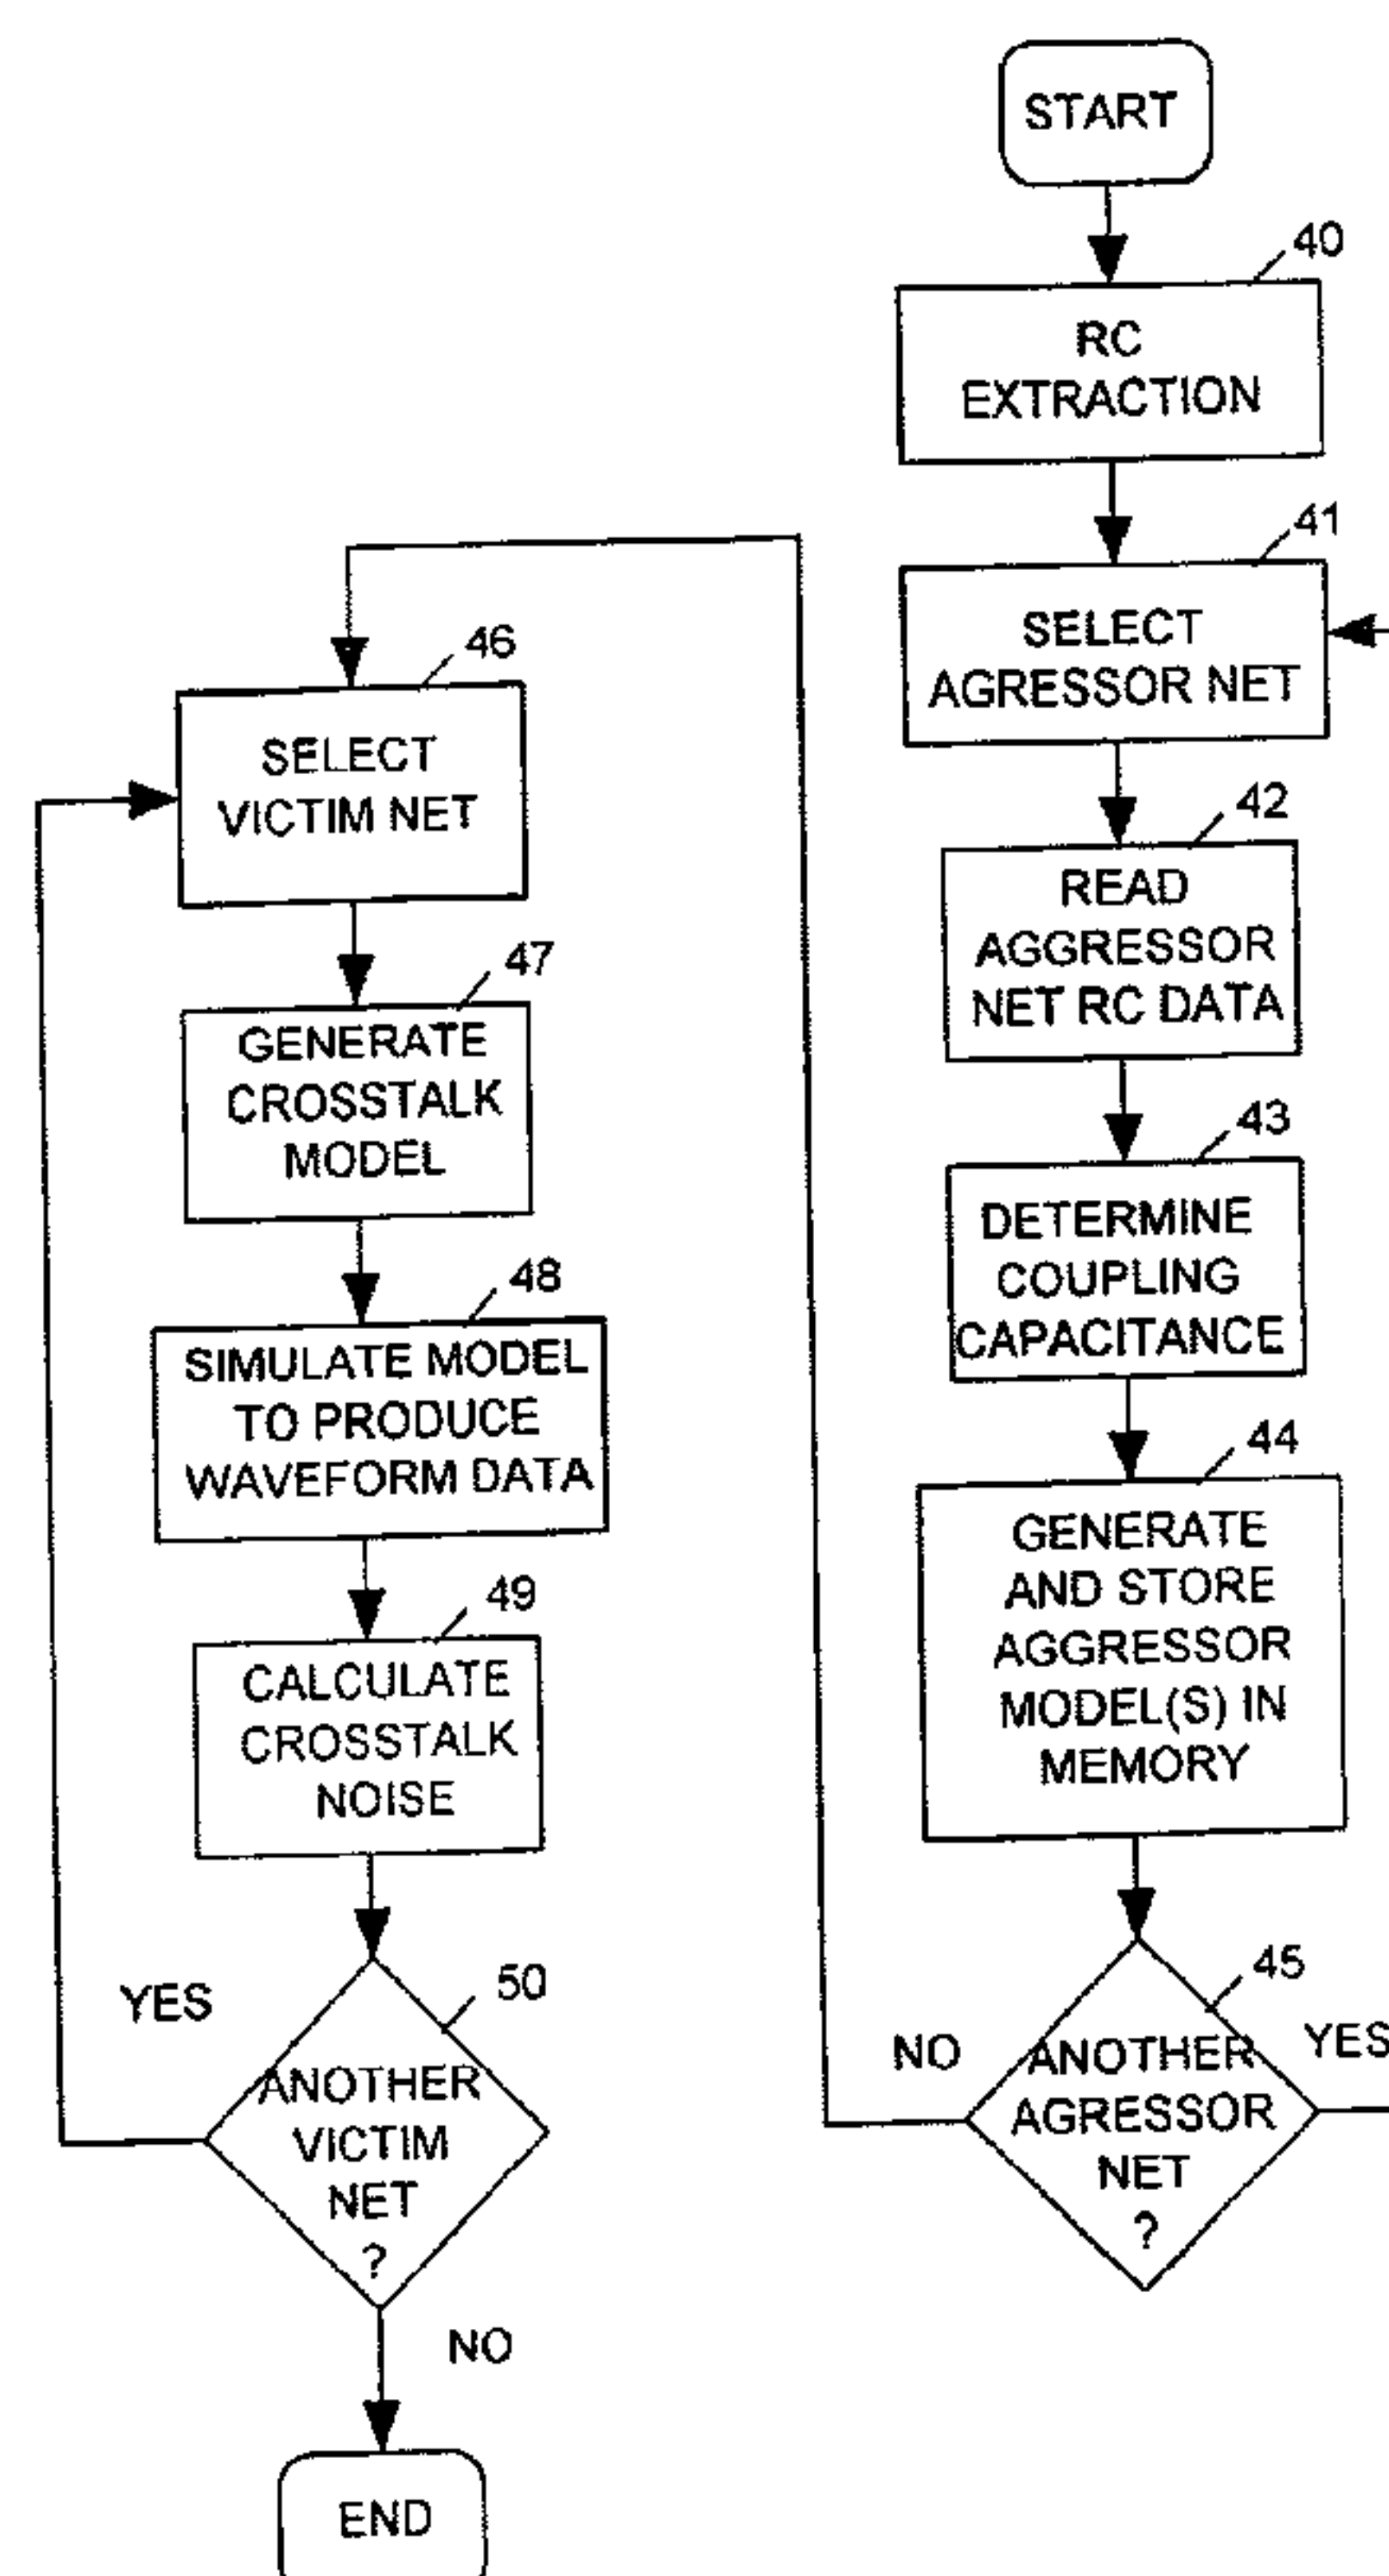 START
40
RC
EXTRACTION
41
SELECT
AGRESSOR NET
42
READ
AGGRESSOR
NET RC DATA
43
DETERMINE
COUPLING
CAPACITANCE
44
GENERATE
AND STORE
AGGRESSOR
MODEL(S) IN
MEMORY
45
ANOTHER
AGRESSOR
NET
?
YES
NO
46
SELECT
VICTIM NET
47
GENERATE
CROSSTALK
MODEL
48
SIMULATE MODEL
TO PRODUCE
WAVEFORM DATA
49
CALCULATE
CROSSTALK
NOISE
50
ANOTHER
VICTIM
NET
?
YES
NO
END